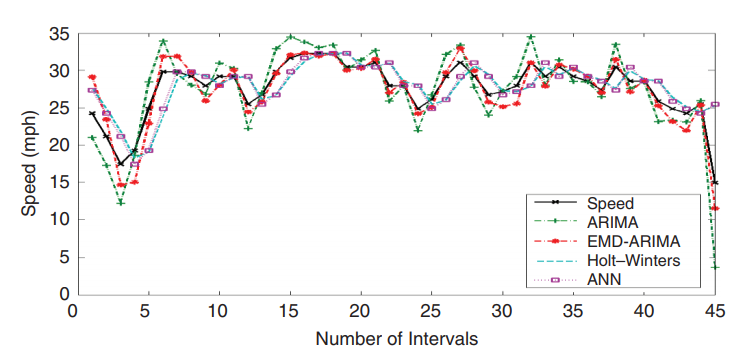 35
30
25
20
15
10
5
0
Speed (mph)
0 5 10 15 20 25 30 35 40 45
Number of Intervals
Speed
ARIMA
EMD-ARIMA
Holt–Winters
ANN